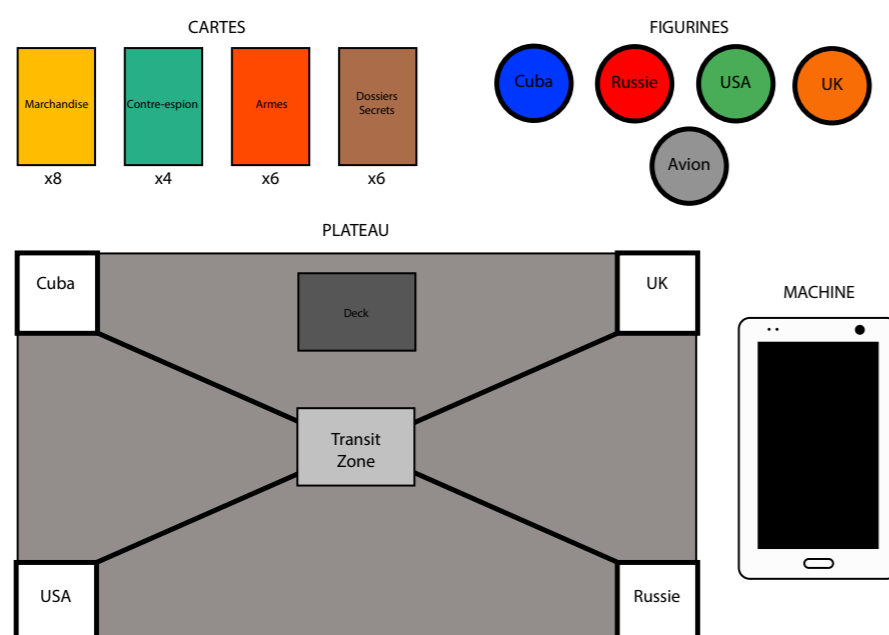 CARTES
FIGURINES
Marchandise
Contre-espion
Armes
Dossiers
Secrets
x8
x4
x6
x6
Cuba
Russie
USA
UK
Avion
PLATEAU
Cuba
Deck
UK
Transit
Zone
USA
Russie
MACHINE